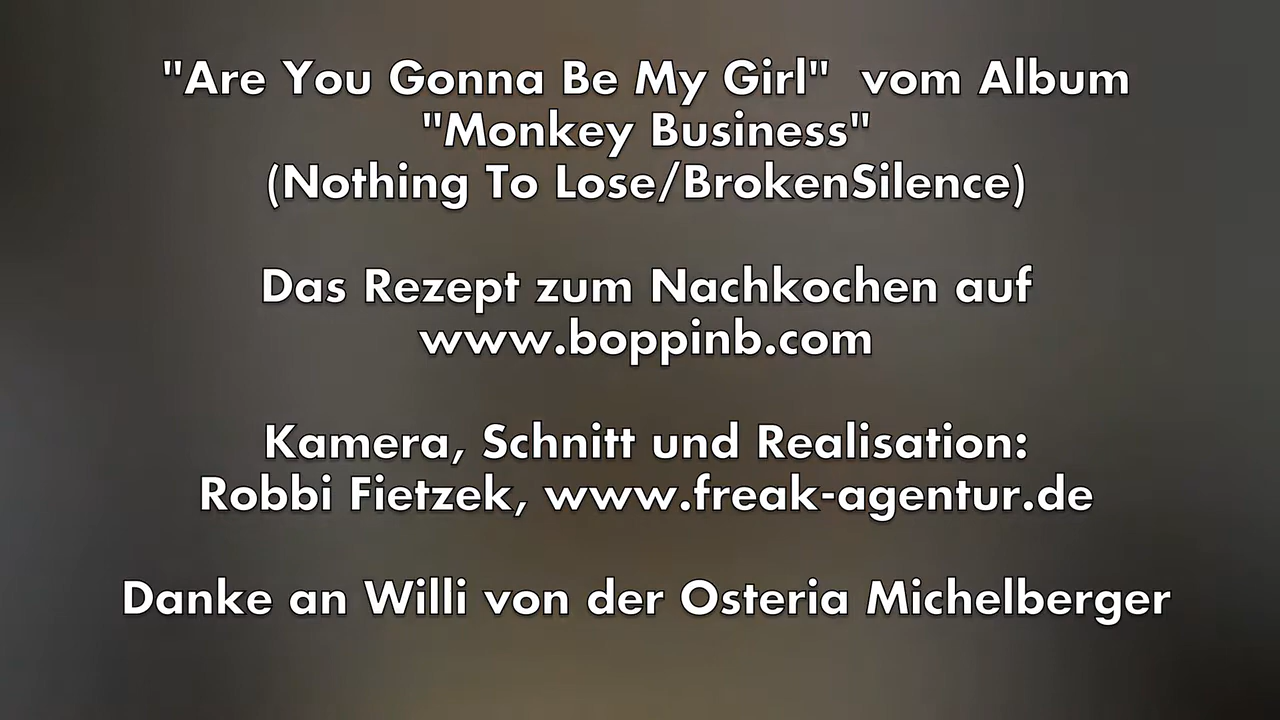 "Are You Gonna Be My Girl"  vom Album
"Monkey Business"
(Nothing To Lose/BrokenSilence)
Das Rezept zum Nachkochen auf
www.boppinb.com
Kamera, Schnitt und Realisation:
Robbi Fietzek, www.freak-agentur.de
Danke an Willi von der Osteria Michelberger